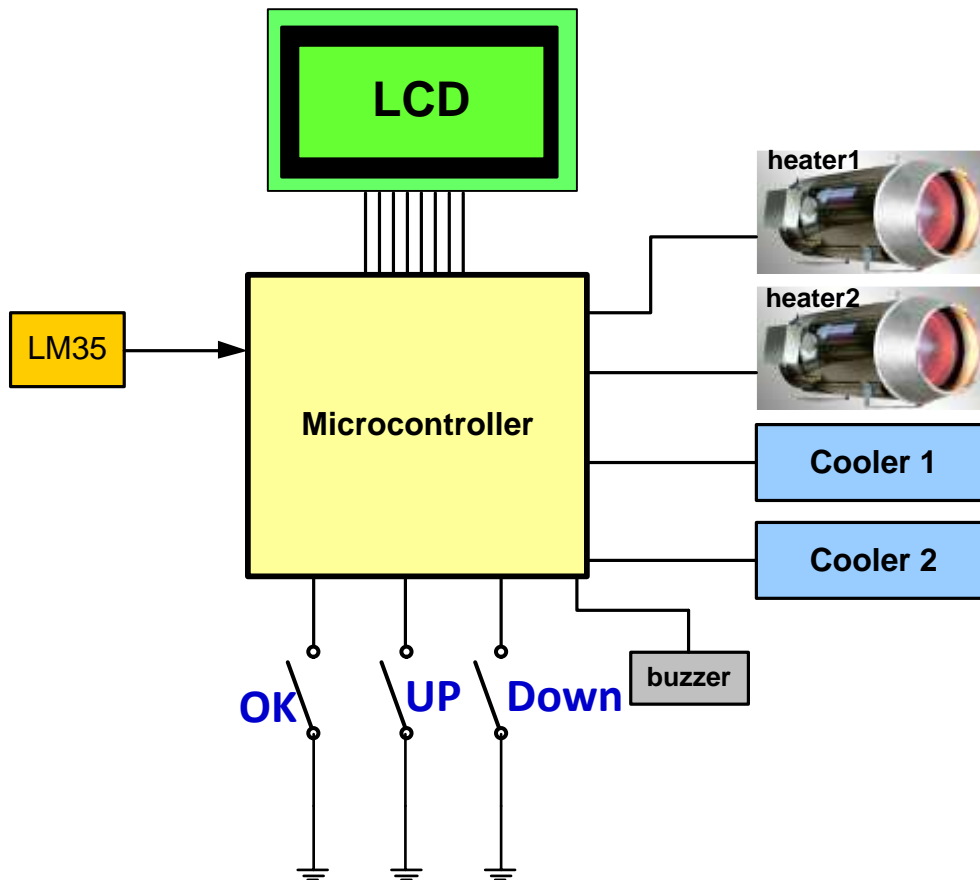 LCD
heater1
LM35
heater2
Microcontroller
Cooler 1
Cooler 2
OK
UP
Down
buzzer